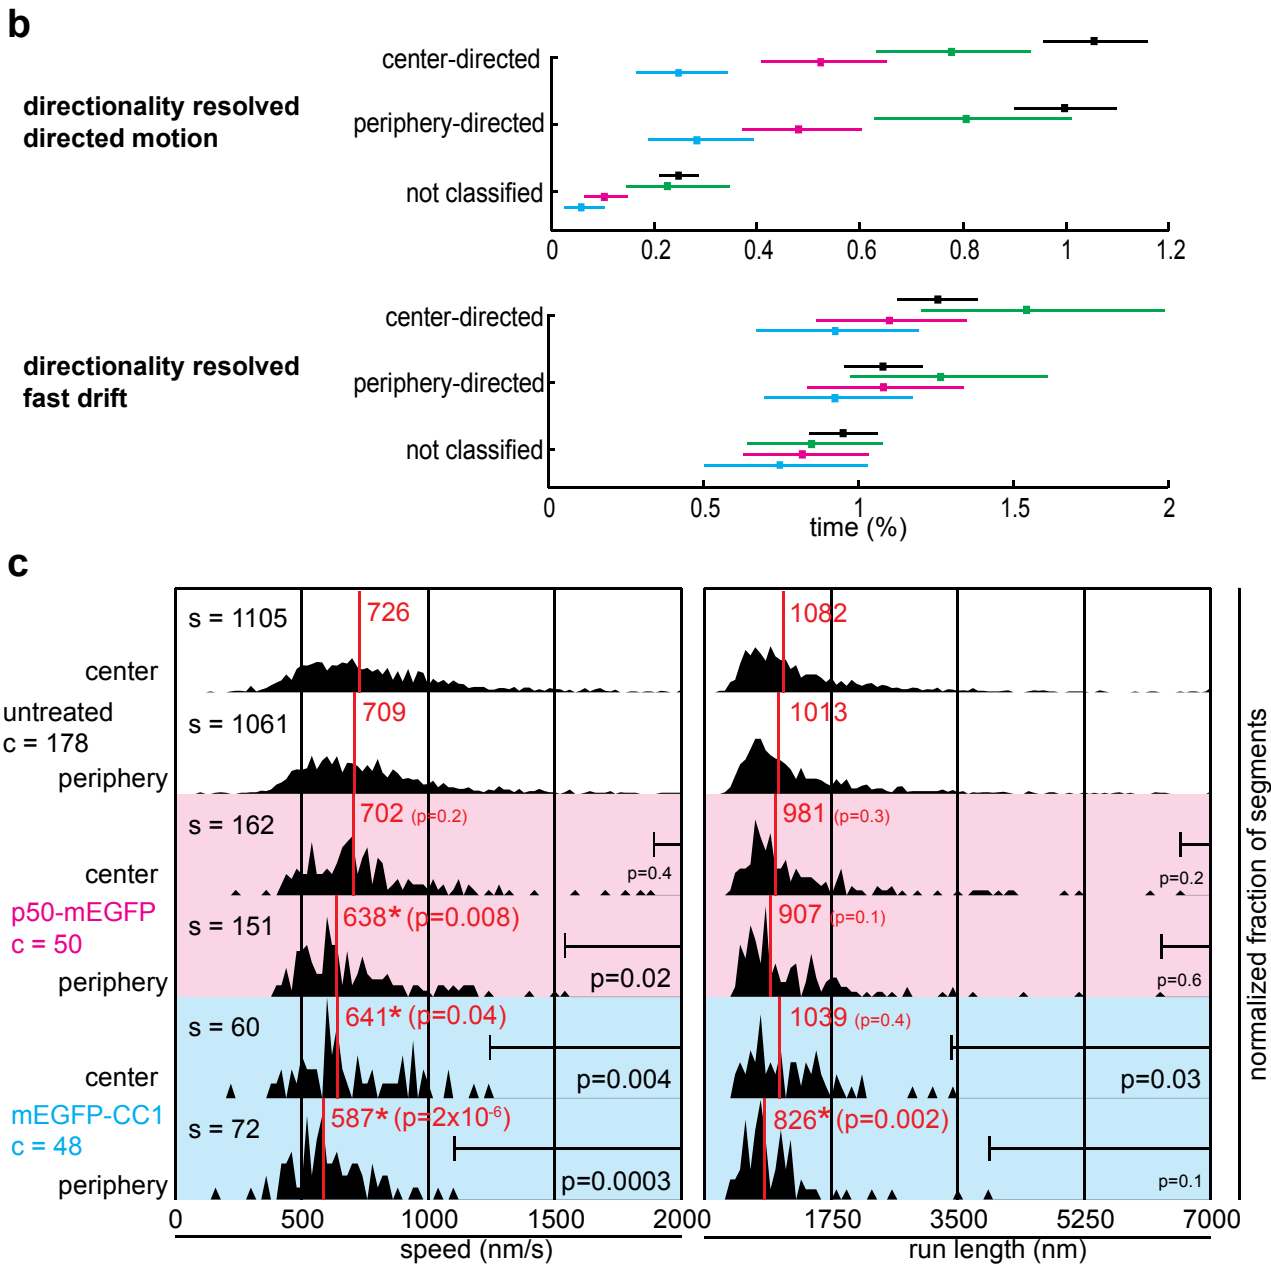 b
directionality resolved
directed motion
center-directed
periphery-directed
not classified
0 0.2 0.4 0.6 0.8 1 1.2
directionality resolved
fast drift
center-directed
periphery-directed
not classified
0 0.5 1 1.5 2
time (%)
c
s = 1105 726 1082
center
untreated
c = 178
s = 1061 709 1013
periphery
s = 162 702 (p=0.2) p=0.4 981 (p=0.3) p=0.2
center
p50-mEGFP
c = 50
s = 151 638* (p=0.008) p=0.02 907 (p=0.1) p=0.6
periphery
s = 60 641* (p=0.04) p=0.004 1039 (p=0.4) p=0.03
center
mEGFP-CC1
c = 48
s = 72 587* (p=2x10⁻⁶) p=0.0003 826* (p=0.002) p=0.1
periphery
0 500 1000 1500 2000 1750 3500 5250 7000
speed (nm/s) run length (nm)
normalized fraction of segments